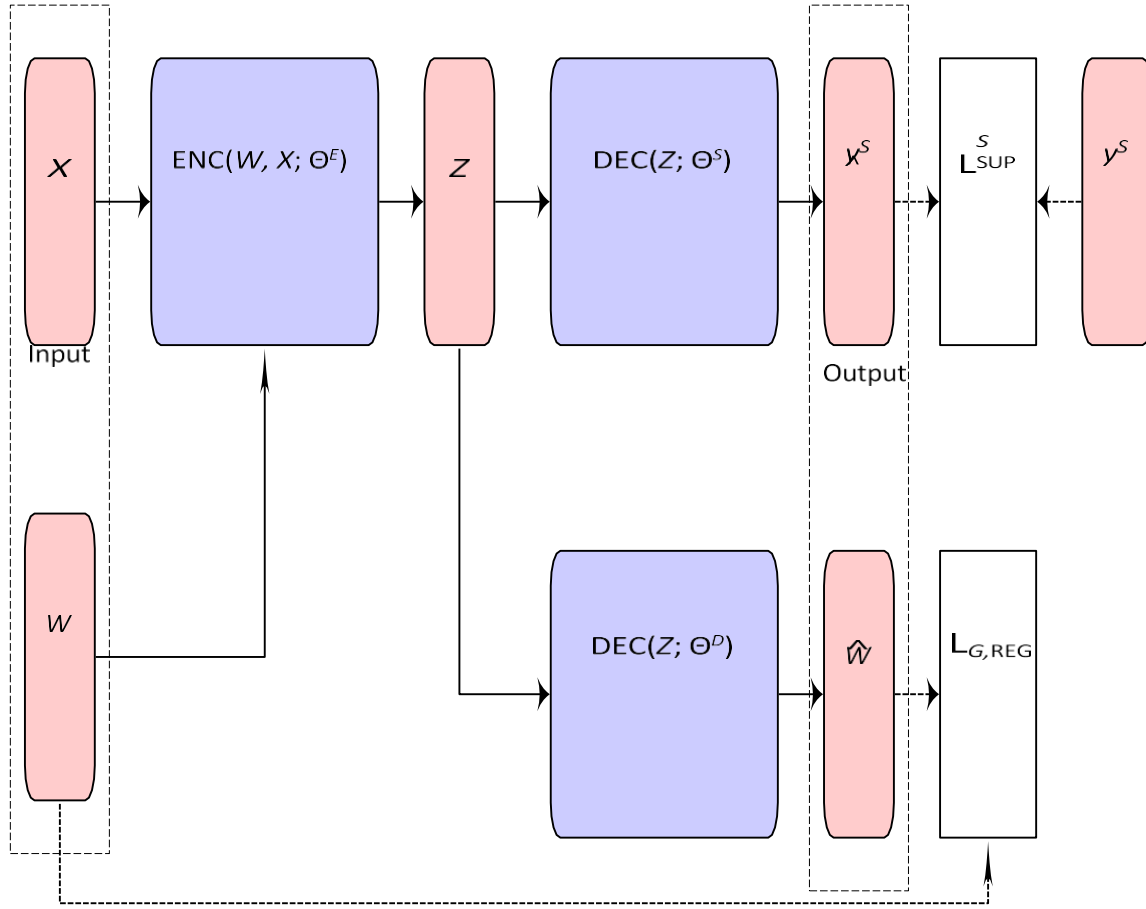 X
ENC(W, X; Θ^E)
Z
DEC(Z; Θ^S)
ŷ^S
L^S_SUP
y^S
Input
Output
W
DEC(Z; Θ^D)
Ŵ
L_G,REG